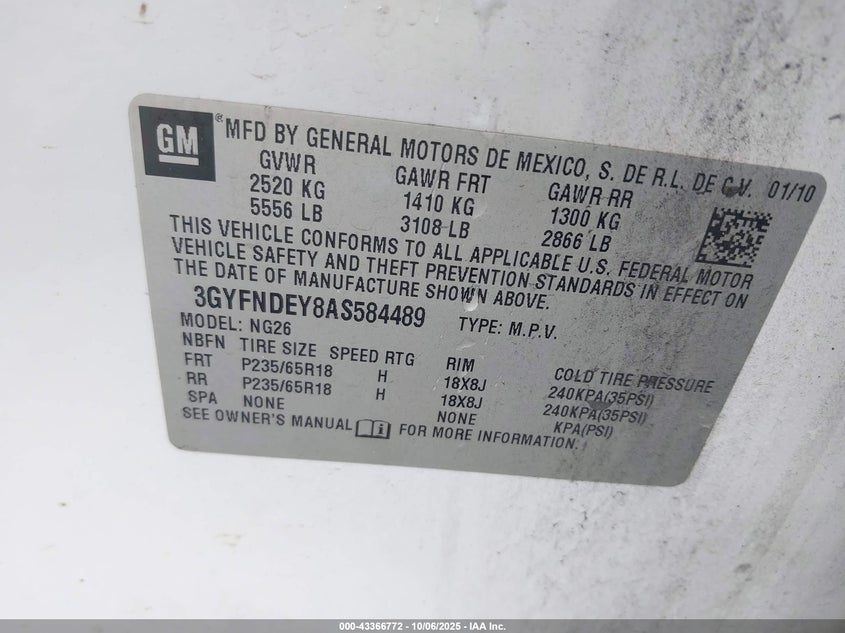 GM ® MFD BY GENERAL MOTORS DE MEXICO, S. DE R.L. DE C.V. 01/10
GVWR GAWR FRT GAWR RR
2520 KG 1410 KG 1300 KG
5556 LB 3108 LB 2866 LB
THIS VEHICLE CONFORMS TO ALL APPLICABLE U.S. FEDERAL MOTOR
VEHICLE SAFETY AND THEFT PREVENTION STANDARDS IN EFFECT ON
THE DATE OF MANUFACTURE SHOWN ABOVE.
3GYFNDEY8AS584489 TYPE: M.P.V.
MODEL: NG26
NBFN TIRE SIZE SPEED RTG RIM COLD TIRE PRESSURE
FRT P235/65R18 H 18X8J 240KPA(35PSI)
RR P235/65R18 H 18X8J 240KPA(35PSI)
SPA NONE NONE KPA(PSI)
SEE OWNER'S MANUAL FOR MORE INFORMATION.
000-43366772 - 10/06/2025 - IAA Inc.